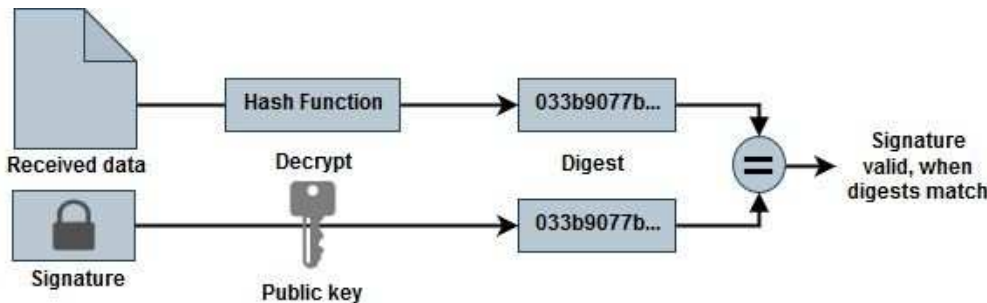 Hash Function
033b9077b...
Received data
Decrypt
Digest
Signature
valid, when
digests match
033b9077b...
Signature
Public key